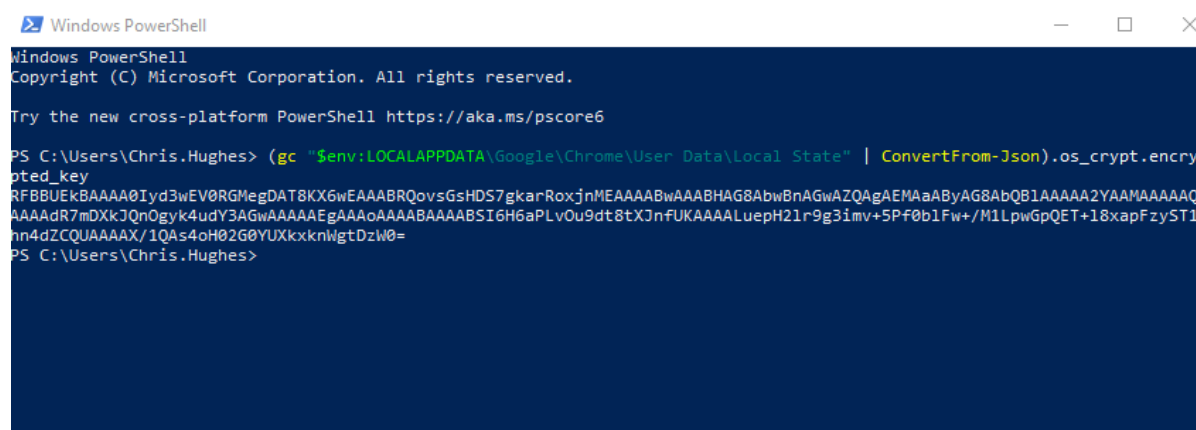 Windows PowerShell
Windows PowerShell
Copyright (C) Microsoft Corporation. All rights reserved.
Try the new cross-platform PowerShell https://aka.ms/pscore6
PS C:\Users\Chris.Hughes> (gc "$env:LOCALAPPDATA\Google\Chrome\User Data\Local State" | ConvertFrom-Json).os_crypt.encry
pted_key
RFBBUEkBAAAA0Iyd3wEV0RGMegDAT8KX6wEAAABRQovsGsHDS7gkarRoxjnMEAAAABwAAABHAG8AbwBnAGwAZQAgAEMAaAByAG8AbQBlAAAAA2YAAMAAAAAQ
AAAAdR7mDXkJQnOgyk4udY3AGwAAAAAEgAAAoAAAABAAAABSI6H6aPLvOu9dt8tXJnfUKAAAALuepH2lr9g3imv+5Pf0blFw+/M1LpwGpQET+l8xapFzyST1
hn4dZCQUAAAAX/1QAs4oH02G0YUXkxknWgtDzW0=
PS C:\Users\Chris.Hughes>